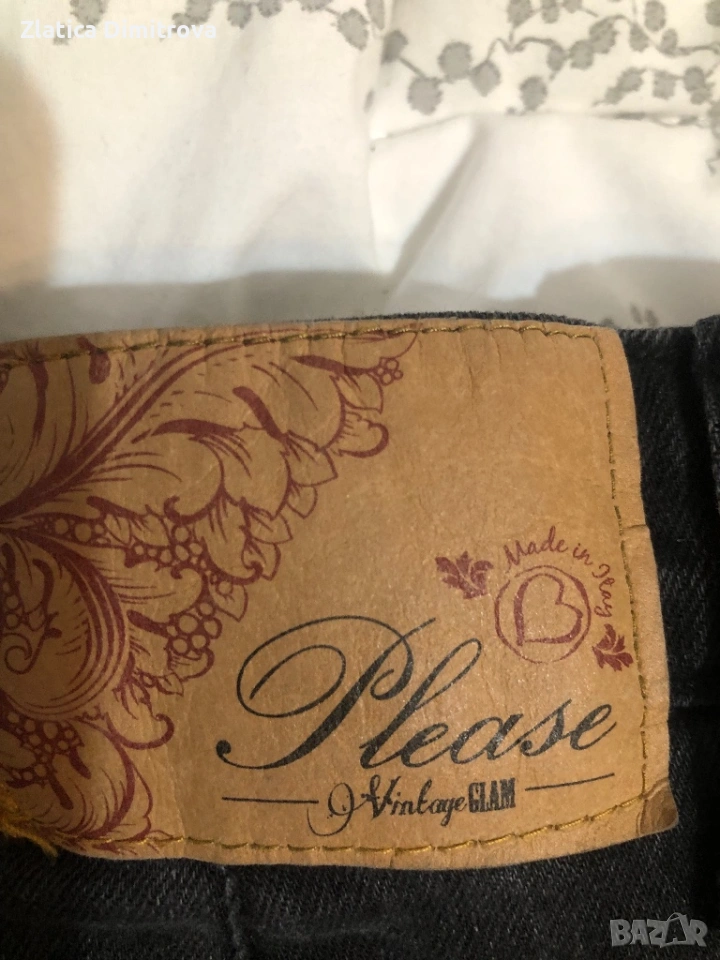 Zlatica Dimitrova
Made in Italy
B
Please
Vintage GLAM
BAZAR